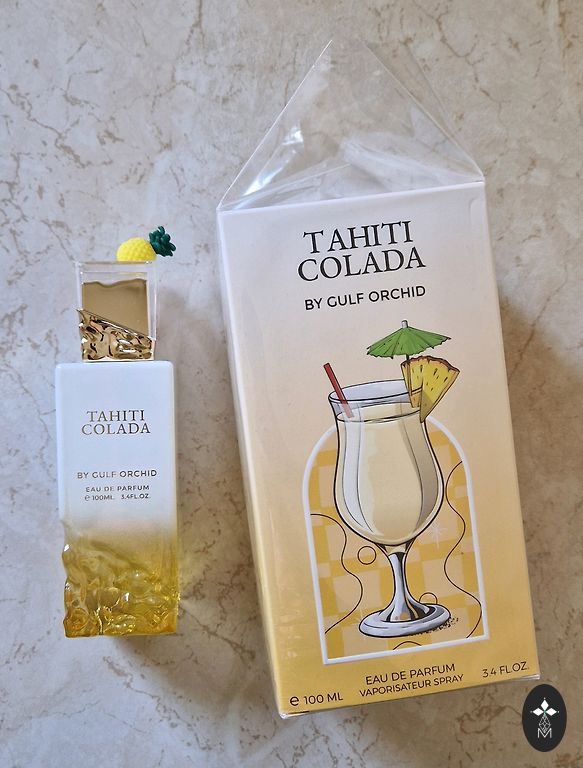 TAHITI
COLADA
BY GULF ORCHID
EAU DE PARFUM
℮ 100ML 3.4FL.OZ.
TAHITI
COLADA
BY GULF ORCHID
EAU DE PARFUM
VAPORISATEUR SPRAY
℮ 100 ML
3.4 FL.OZ.
M